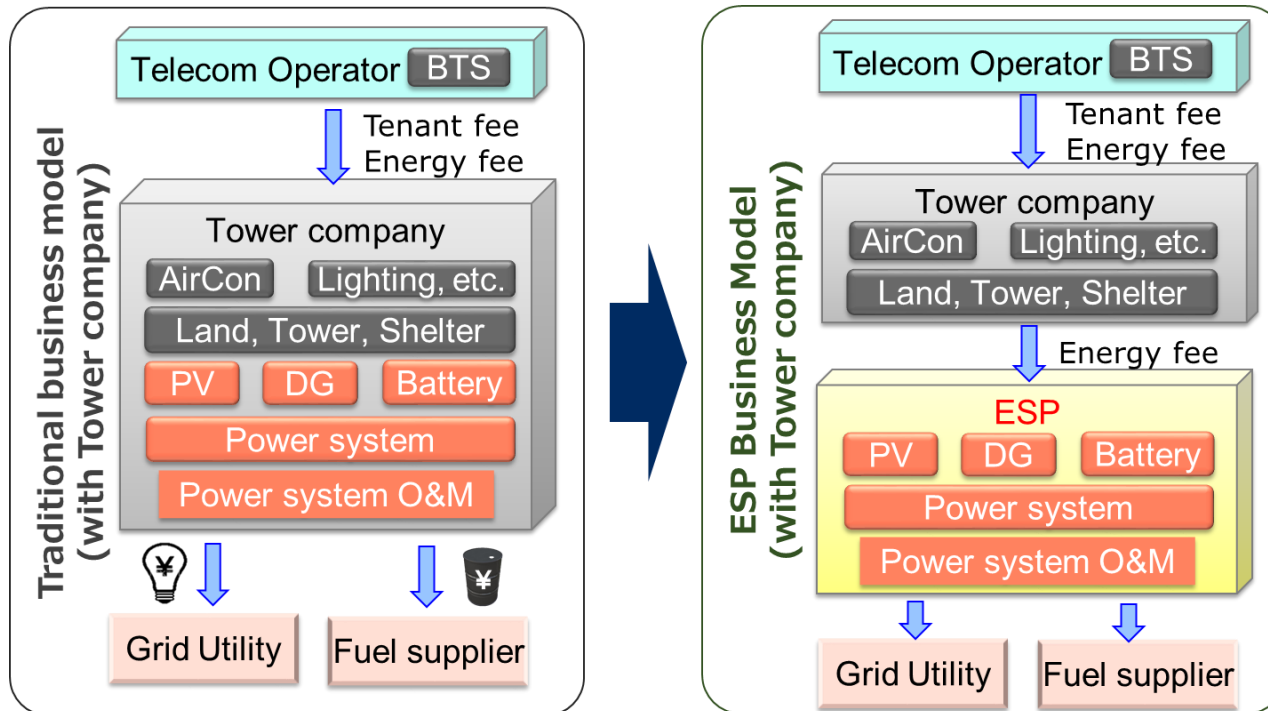 Traditional business model
(with Tower company)
Telecom Operator BTS
Tenant fee
Energy fee
Tower company
AirCon Lighting, etc.
Land, Tower, Shelter
PV DG Battery
Power system
Power system O&M
¥ ¥
Grid Utility Fuel supplier
ESP Business Model
(with Tower company)
Telecom Operator BTS
Tenant fee
Energy fee
Tower company
AirCon Lighting, etc.
Land, Tower, Shelter
Energy fee
ESP
PV DG Battery
Power system
Power system O&M
Grid Utility Fuel supplier